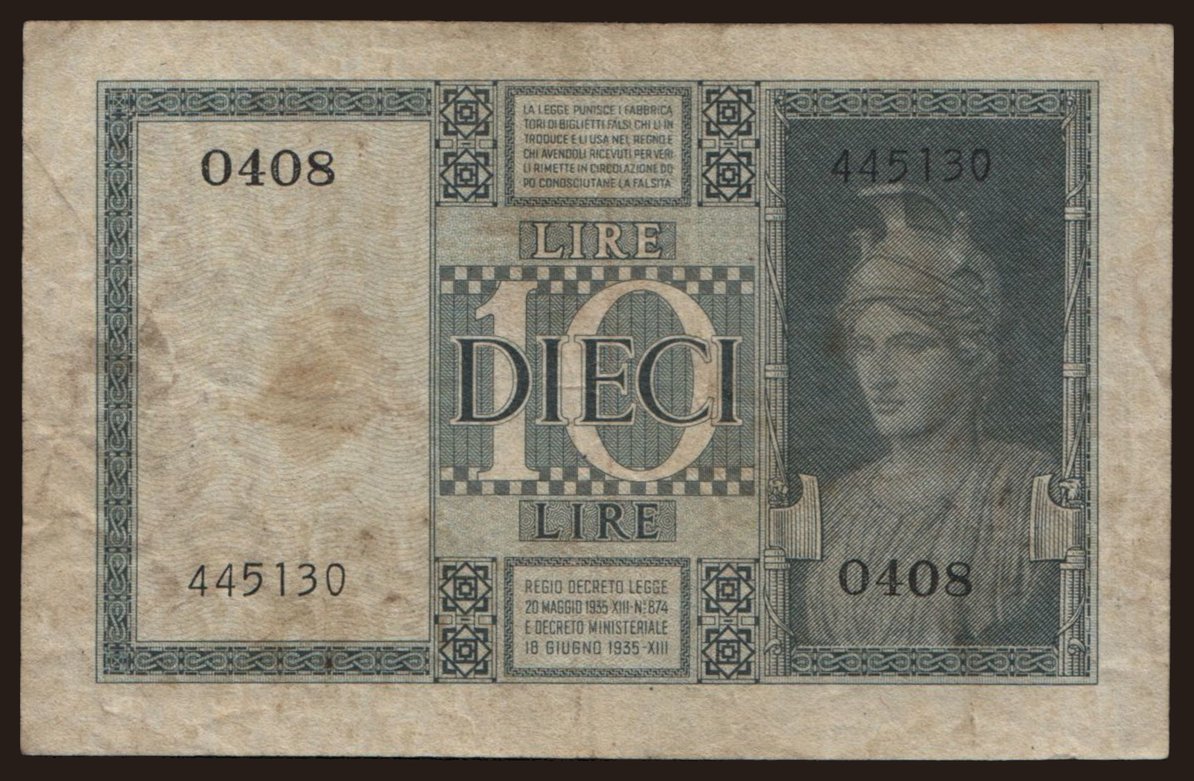 0408
445130
LA LEGGE PUNISCE I FABBRICA
TORI DI BIGLIETTI FALSI, CHI LI IN
TRODUCE E LI USA NEL REGNO E
CHI AVENDOLI RICEVUTI PER VERI
LI RIMETTE IN CIRCOLAZIONE DO
PO CONOSCIUTANE LA FALSITÀ
LIRE
10
DIECI
LIRE
REGIO DECRETO LEGGE
20 MAGGIO 1935-XIII-N° 874
E DECRETO MINISTERIALE
18 GIUGNO 1935-XIII
445130
0408